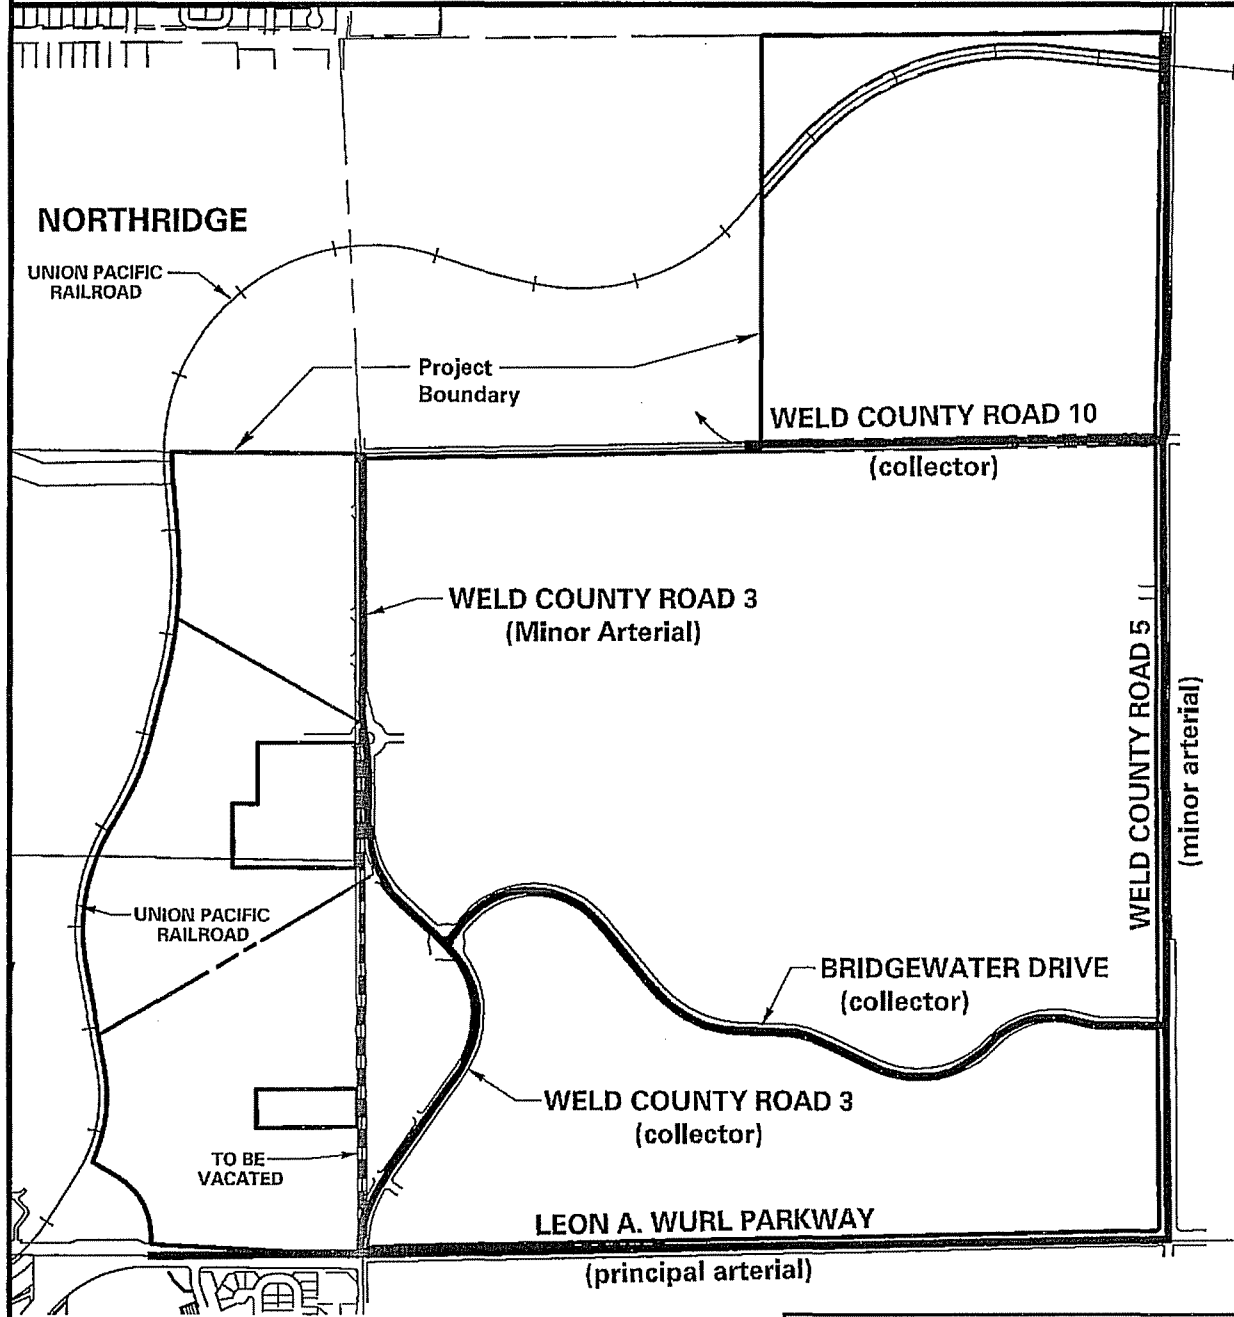 NORTHRIDGE
UNION PACIFIC
RAILROAD
Project
Boundary
WELD COUNTY ROAD 10
(collector)
WELD COUNTY ROAD 3
(Minor Arterial)
WELD COUNTY ROAD 5
(minor arterial)
UNION PACIFIC
RAILROAD
BRIDGEWATER DRIVE
(collector)
WELD COUNTY ROAD 3
(collector)
TO BE
VACATED
LEON A. WURL PARKWAY
(principal arterial)